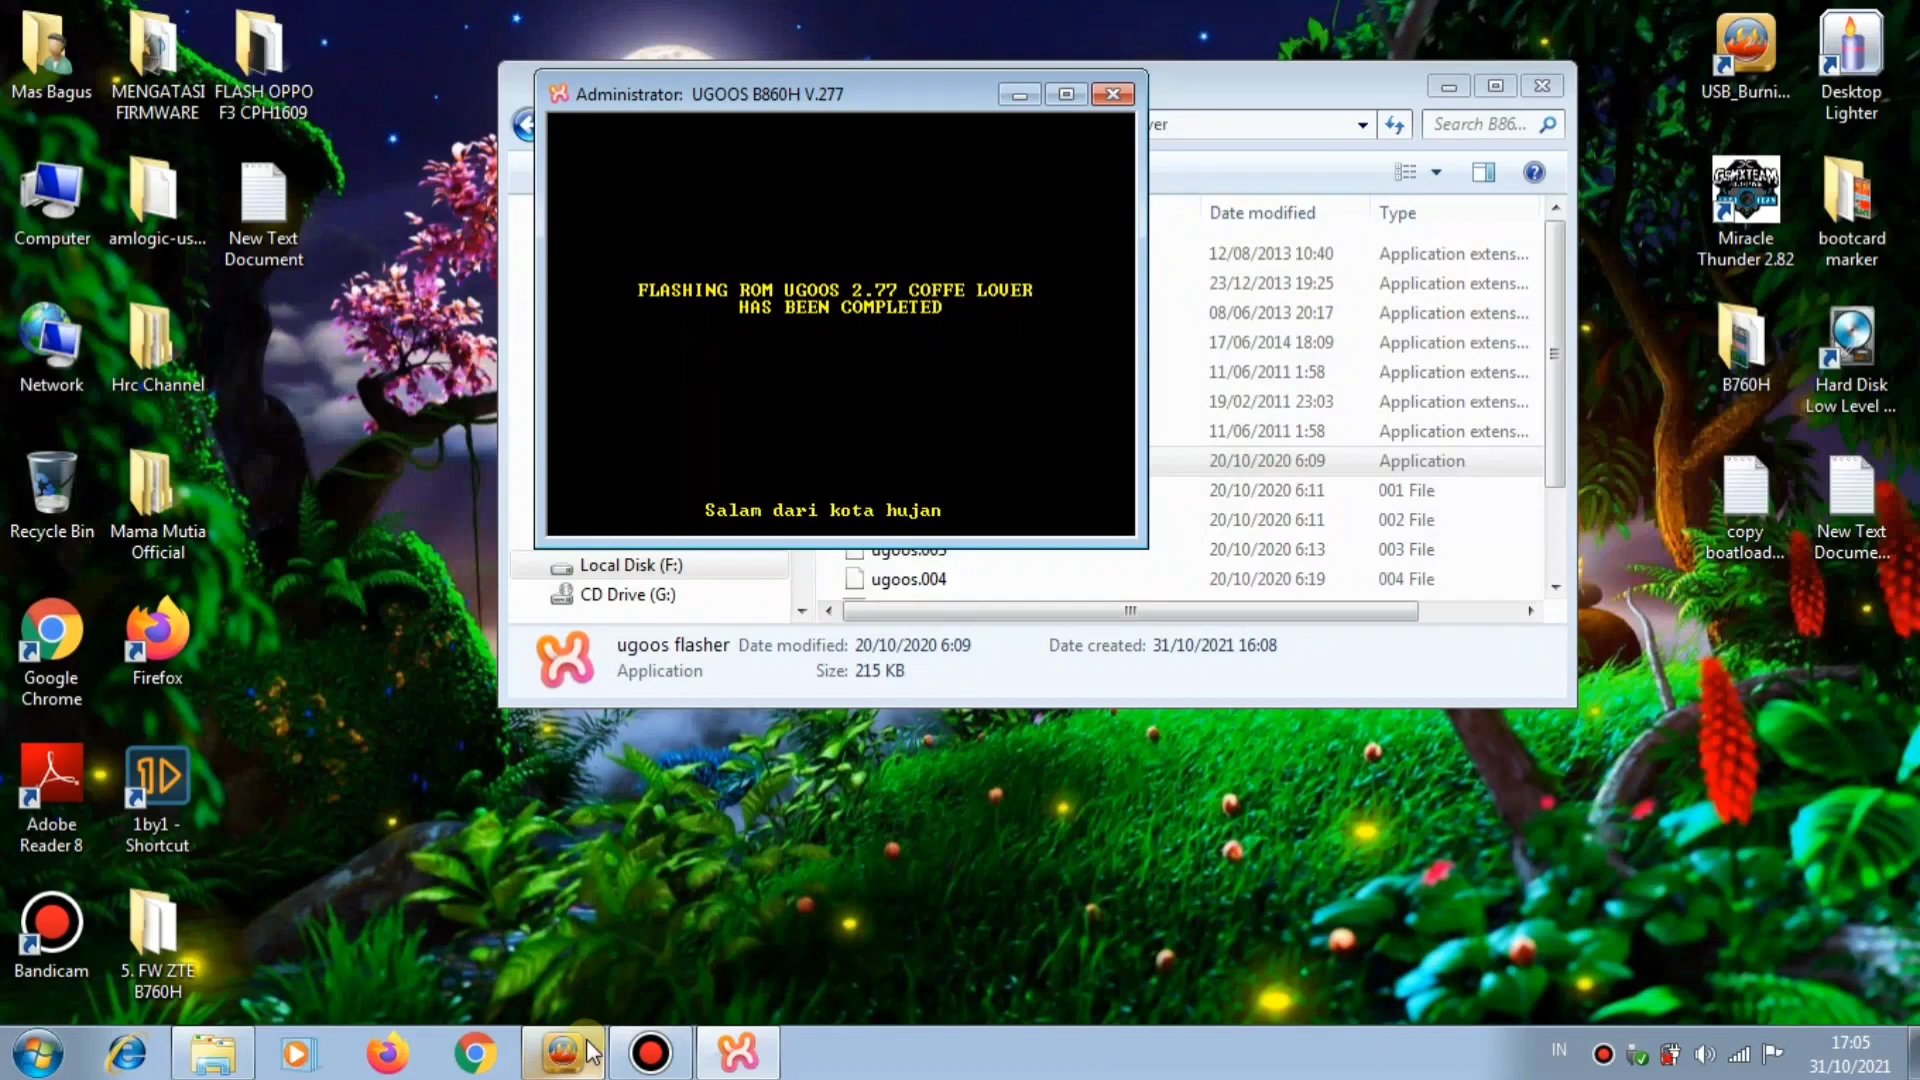 Mas Bagus
MENGATASI
FIRMWARE
FLASH OPPO
F3 CPH1609
Computer
amlogic-us...
New Text
Document
Network
Hrc Channel
Recycle Bin
Mama Mutia
Official
Google
Chrome
Firefox
Adobe
Reader 8
1by1 -
Shortcut
Bandicam
5. FW ZTE
B760H
Administrator: UGOOS B860H V.277
FLASHING ROM UGOOS 2.77 COFFE LOVER
HAS BEEN COMPLETED
Salam dari kota hujan
ver
Search B86...
Date modified
Type
12/08/2013 10:40 Application extens...
23/12/2013 19:25 Application extens...
08/06/2013 20:17 Application extens...
17/06/2014 18:09 Application extens...
11/06/2011 1:58 Application extens...
19/02/2011 23:03 Application extens...
11/06/2011 1:58 Application extens...
20/10/2020 6:09 Application
20/10/2020 6:11 001 File
20/10/2020 6:11 002 File
ugoos.003 20/10/2020 6:13 003 File
ugoos.004 20/10/2020 6:19 004 File
Local Disk (F:)
CD Drive (G:)
ugoos flasher Date modified: 20/10/2020 6:09 Date created: 31/10/2021 16:08
Application Size: 215 KB
USB_Burni...
Desktop
Lighter
GSMXTEAM
Miracle
Thunder 2.82
bootcard
marker
B760H
Hard Disk
Low Level ...
copy
boatload...
New Text
Docume...
IN
17:05
31/10/2021